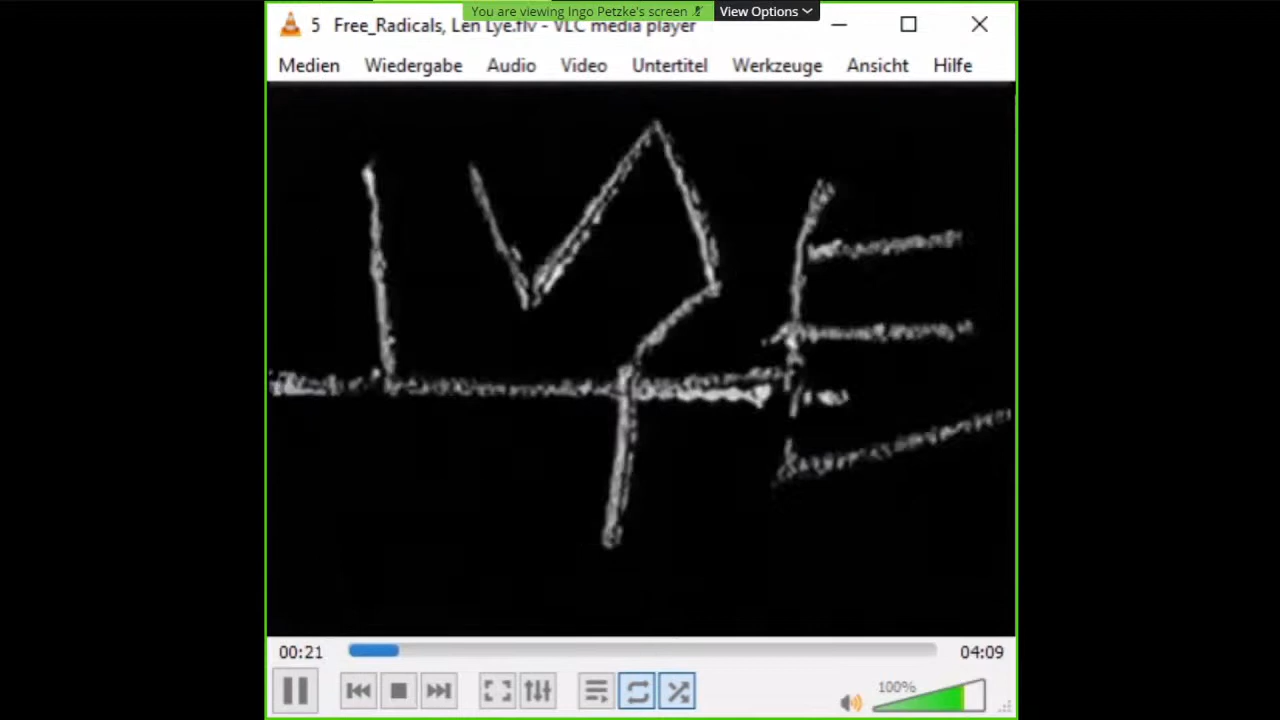 You are viewing Ingo Petzke's screen View Options
5 Free_Radicals, Len Lye.flv - VLC media player
Medien Wiedergabe Audio Video Untertitel Werkzeuge Ansicht Hilfe
LYE
00:21 04:09
100%